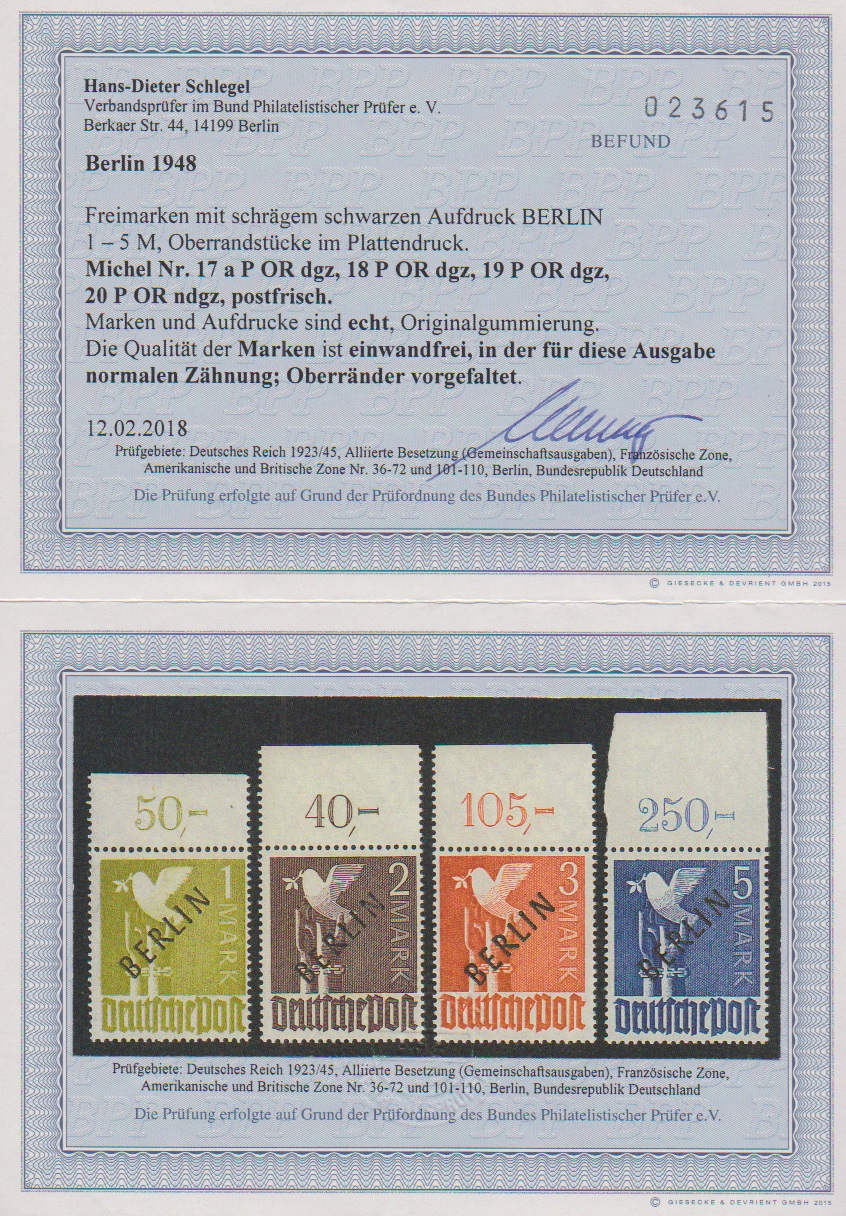 Hans-Dieter Schlegel
Verbandsprüfer im Bund Philatelistischer Prüfer e. V.
Berkaer Str. 44, 14199 Berlin
023615
BEFUND
Berlin 1948
Freimarken mit schrägem schwarzen Aufdruck BERLIN
1 – 5 M, Oberrandstücke im Plattendruck.
Michel Nr. 17 a P OR dgz, 18 P OR dgz, 19 P OR dgz,
20 P OR ndgz, postfrisch.
Marken und Aufdrucke sind echt, Originalgummierung.
Die Qualität der Marken ist einwandfrei, in der für diese Ausgabe
normalen Zähnung; Oberränder vorgefaltet.
12.02.2018
Prüfgebiete: Deutsches Reich 1923/45, Alliierte Besetzung (Gemeinschaftsausgaben), Französische Zone,
Amerikanische und Britische Zone Nr. 36-72 und 101-110, Berlin, Bundesrepublik Deutschland
Die Prüfung erfolgte auf Grund der Prüfordnung des Bundes Philatelistischer Prüfer e.V.
© GIESECKE & DEVRIENT GMBH 2015
50,- 40,- 105,- 250,-
1 MARK 2 MARK 3 MARK 5 MARK
BERLIN BERLIN BERLIN BERLIN
Deutsche Post Deutsche Post Deutsche Post Deutsche Post
Prüfgebiete: Deutsches Reich 1923/45, Alliierte Besetzung (Gemeinschaftsausgaben), Französische Zone,
Amerikanische und Britische Zone Nr. 36-72 und 101-110, Berlin, Bundesrepublik Deutschland
Die Prüfung erfolgte auf Grund der Prüfordnung des Bundes Philatelistischer Prüfer e.V.
© GIESECKE & DEVRIENT GMBH 2015